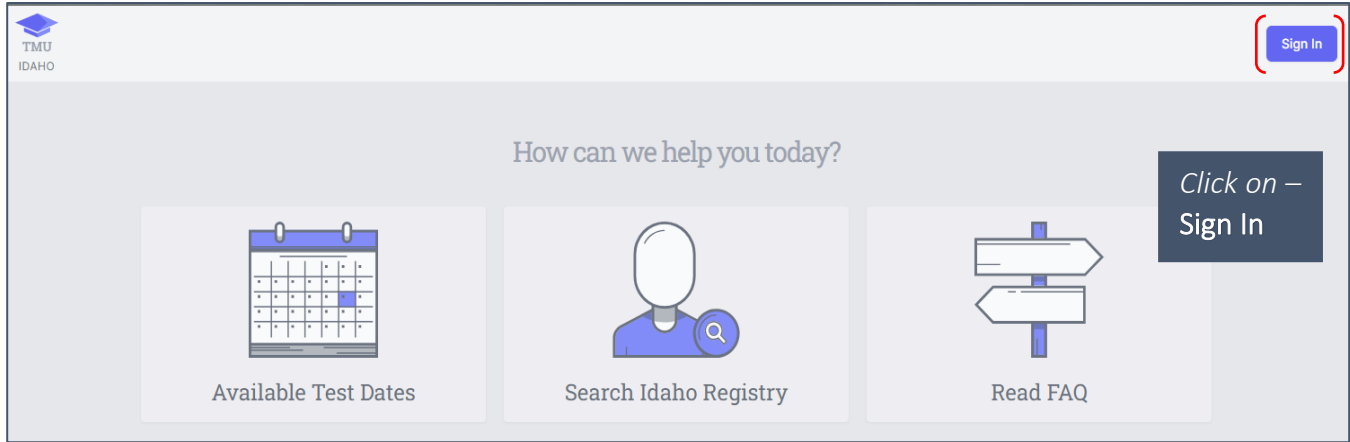 TMU
IDAHO
Sign In
How can we help you today?
Click on –
Sign In
Available Test Dates
Search Idaho Registry
Read FAQ